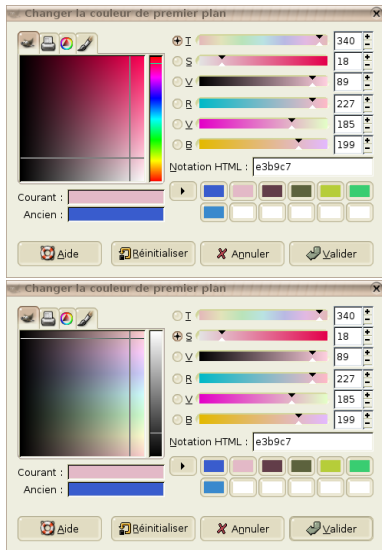 Changer la couleur de premier plan
T 340
S 18
V 89
R 227
V 185
B 199
Notation HTML : e3b9c7
Courant :
Ancien :
Aide Réinitialiser Annuler Valider
Changer la couleur de premier plan
T 340
S 18
V 89
R 227
V 185
B 199
Notation HTML : e3b9c7
Courant :
Ancien :
Aide Réinitialiser Annuler Valider